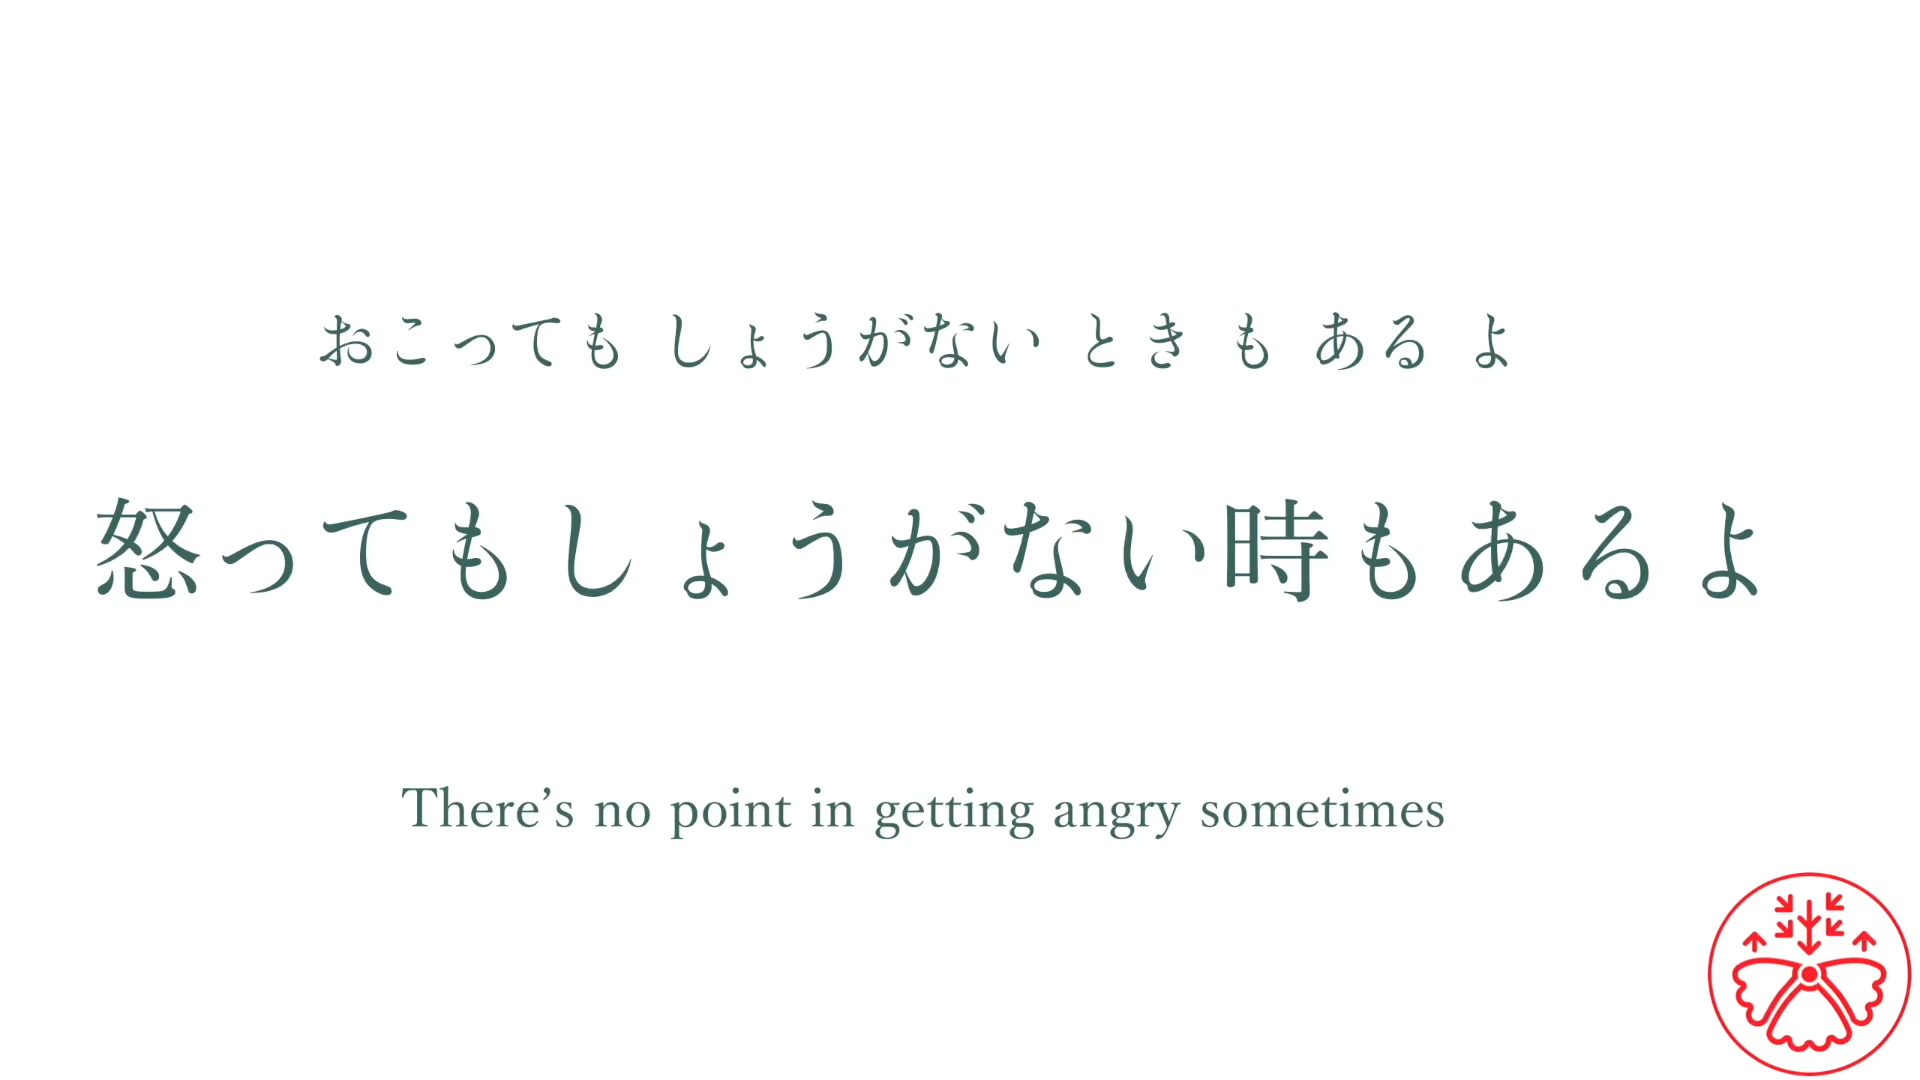 おこっても しょうがない とき も ある よ
怒ってもしょうがない時もあるよ
There's no point in getting angry sometimes